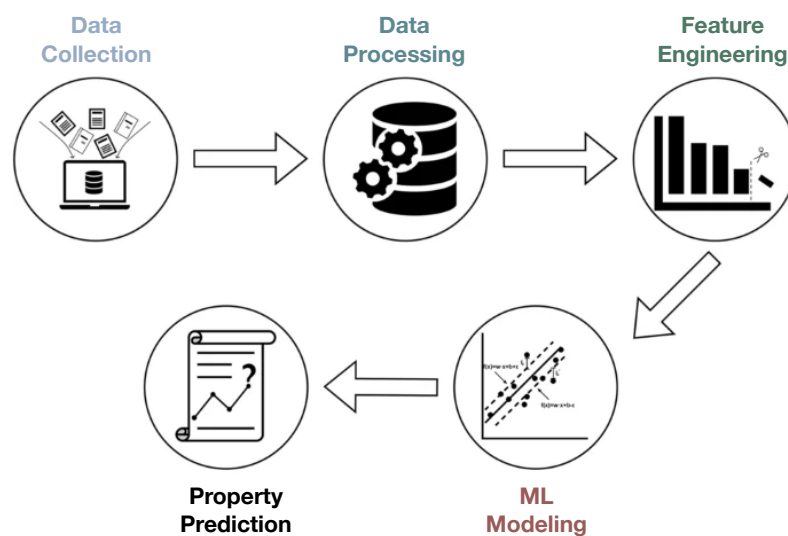 Data
Collection
Data
Processing
Feature
Engineering
?
Property
Prediction
ML
Modeling